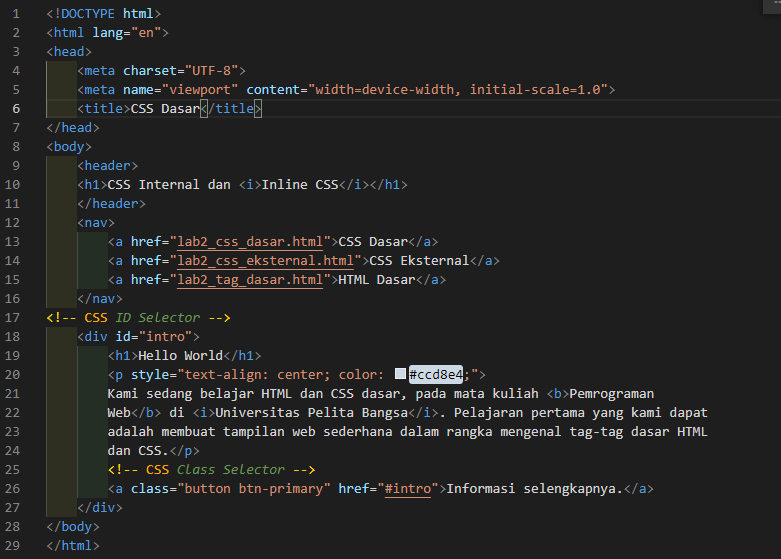 1 <!DOCTYPE html>
2 <html lang="en">
3 <head>
4 <meta charset="UTF-8">
5 <meta name="viewport" content="width=device-width, initial-scale=1.0">
6 <title>CSS Dasar</title>
7 </head>
8 <body>
9 <header>
10 <h1>CSS Internal dan <i>Inline CSS</i></h1>
11 </header>
12 <nav>
13 <a href="lab2_css_dasar.html">CSS Dasar</a>
14 <a href="lab2_css_eksternal.html">CSS Eksternal</a>
15 <a href="lab2_tag_dasar.html">HTML Dasar</a>
16 </nav>
17 <!-- CSS ID Selector -->
18 <div id="intro">
19 <h1>Hello World</h1>
20 <p style="text-align: center; color: #ccd8e4;">
21 Kami sedang belajar HTML dan CSS dasar, pada mata kuliah <b>Pemrograman
22 Web</b> di <i>Universitas Pelita Bangsa</i>. Pelajaran pertama yang kami dapat
23 adalah membuat tampilan web sederhana dalam rangka mengenal tag-tag dasar HTML
24 dan CSS.</p>
25 <!-- CSS Class Selector -->
26 <a class="button btn-primary" href="#intro">Informasi selengkapnya.</a>
27 </div>
28 </body>
29 </html>